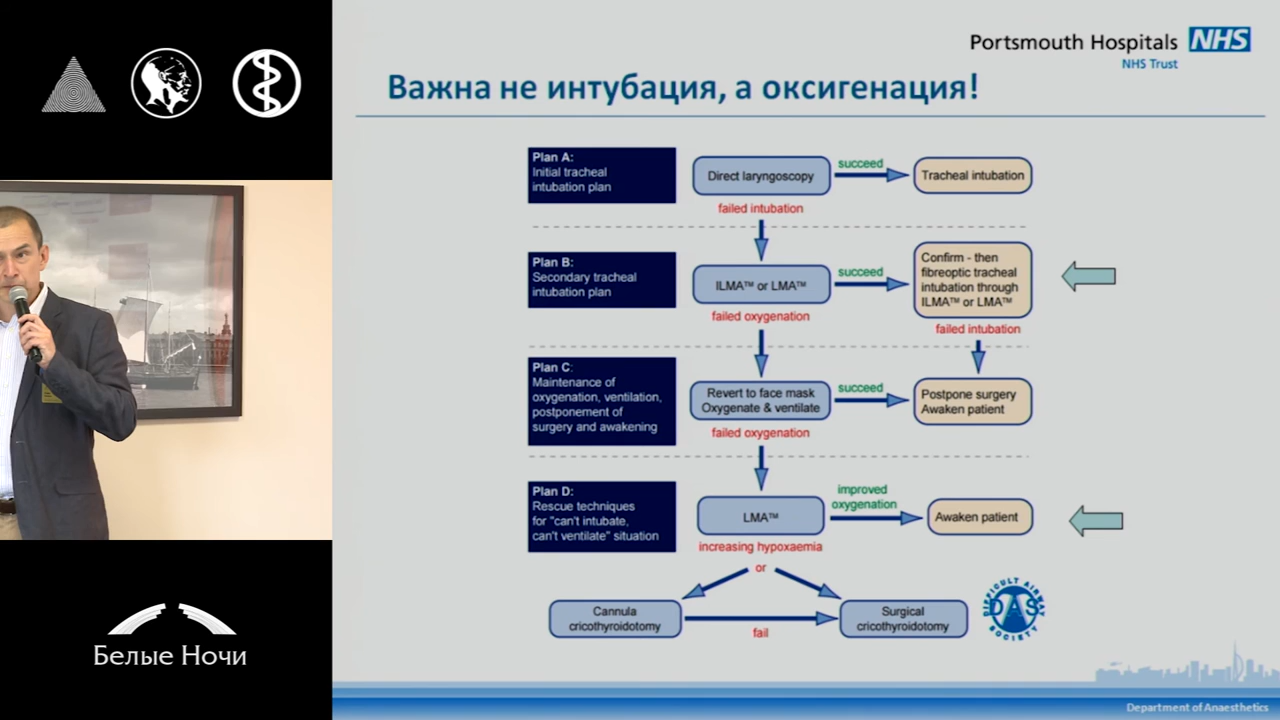 Portsmouth Hospitals NHS
NHS Trust
Важна не интубация, а оксигенация!
Plan A:
Initial tracheal
intubation plan
Direct laryngoscopy
succeed
Tracheal intubation
failed intubation
Plan B:
Secondary tracheal
intubation plan
ILMA™ or LMA™
succeed
Confirm - then
fibreoptic tracheal
intubation through
ILMA™ or LMA™
failed oxygenation
failed intubation
Plan C:
Maintenance of
oxygenation, ventilation,
postponement of
surgery and awakening
Revert to face mask
Oxygenate & ventilate
succeed
Postpone surgery
Awaken patient
failed oxygenation
Plan D:
Rescue techniques
for "can't intubate,
can't ventilate" situation
LMA™
improved
oxygenation
Awaken patient
increasing hypoxaemia
or
Cannula
cricothyroidotomy
fail
Surgical
cricothyroidotomy
DIFFICULT AIRWAY
DAS
SOCIETY
Белые Ночи
Department of Anaesthetics